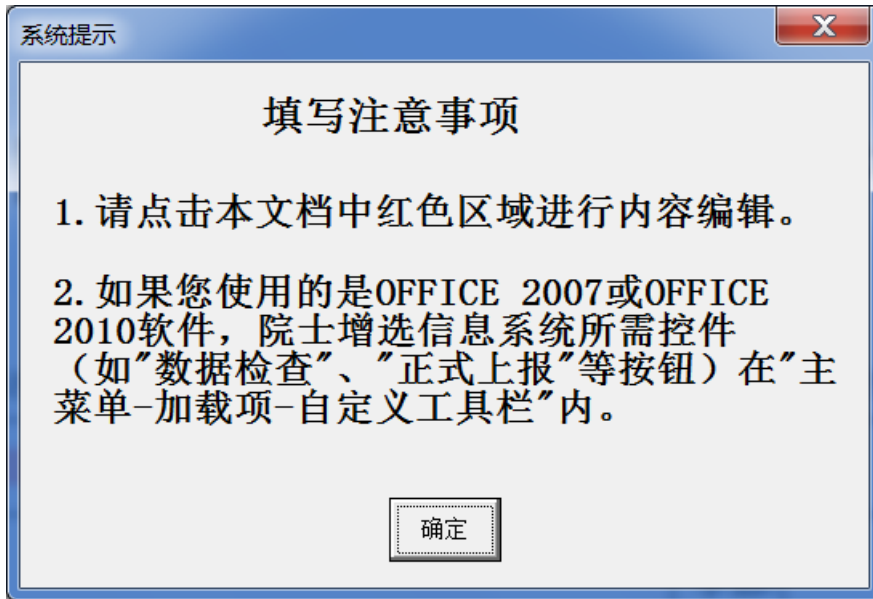 系统提示
填写注意事项
1.请点击本文档中红色区域进行内容编辑。
2.如果您使用的是OFFICE 2007或OFFICE
2010软件，院士增选信息系统所需控件
（如"数据检查"、"正式上报"等按钮）在"主
菜单-加载项-自定义工具栏"内。
确定